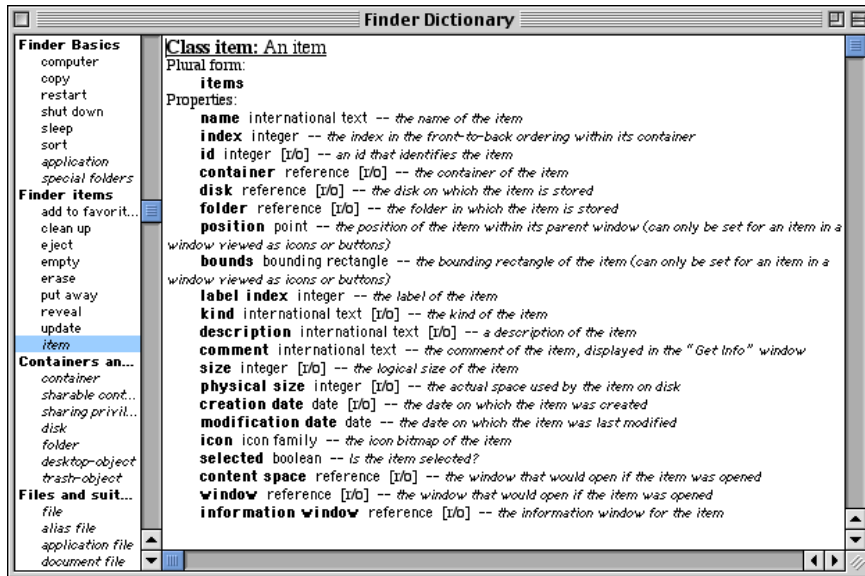 Finder Dictionary
Finder Basics
computer
copy
restart
shut down
sleep
sort
application
special folders
Finder items
add to favorit...
clean up
eject
empty
erase
put away
reveal
update
item
Containers an...
container
sharable cont...
sharing privil...
disk
folder
desktop-object
trash-object
Files and suit...
file
alias file
application file
document file
Class item: An item
Plural form:
items
Properties:
name international text -- the name of the item
index integer -- the index in the front-to-back ordering within its container
id integer [r/o] -- an id that identifies the item
container reference [r/o] -- the container of the item
disk reference [r/o] -- the disk on which the item is stored
folder reference [r/o] -- the folder in which the item is stored
position point -- the position of the item within its parent window (can only be set for an item in a
window viewed as icons or buttons)
bounds bounding rectangle -- the bounding rectangle of the item (can only be set for an item in a
window viewed as icons or buttons)
label index integer -- the label of the item
kind international text [r/o] -- the kind of the item
description international text [r/o] -- a description of the item
comment international text -- the comment of the item, displayed in the "Get Info" window
size integer [r/o] -- the logical size of the item
physical size integer [r/o] -- the actual space used by the item on disk
creation date date [r/o] -- the date on which the item was created
modification date date -- the date on which the item was last modified
icon icon family -- the icon bitmap of the item
selected boolean -- Is the item selected?
content space reference [r/o] -- the window that would open if the item was opened
window reference [r/o] -- the window that would open if the item was opened
information window reference [r/o] -- the information window for the item